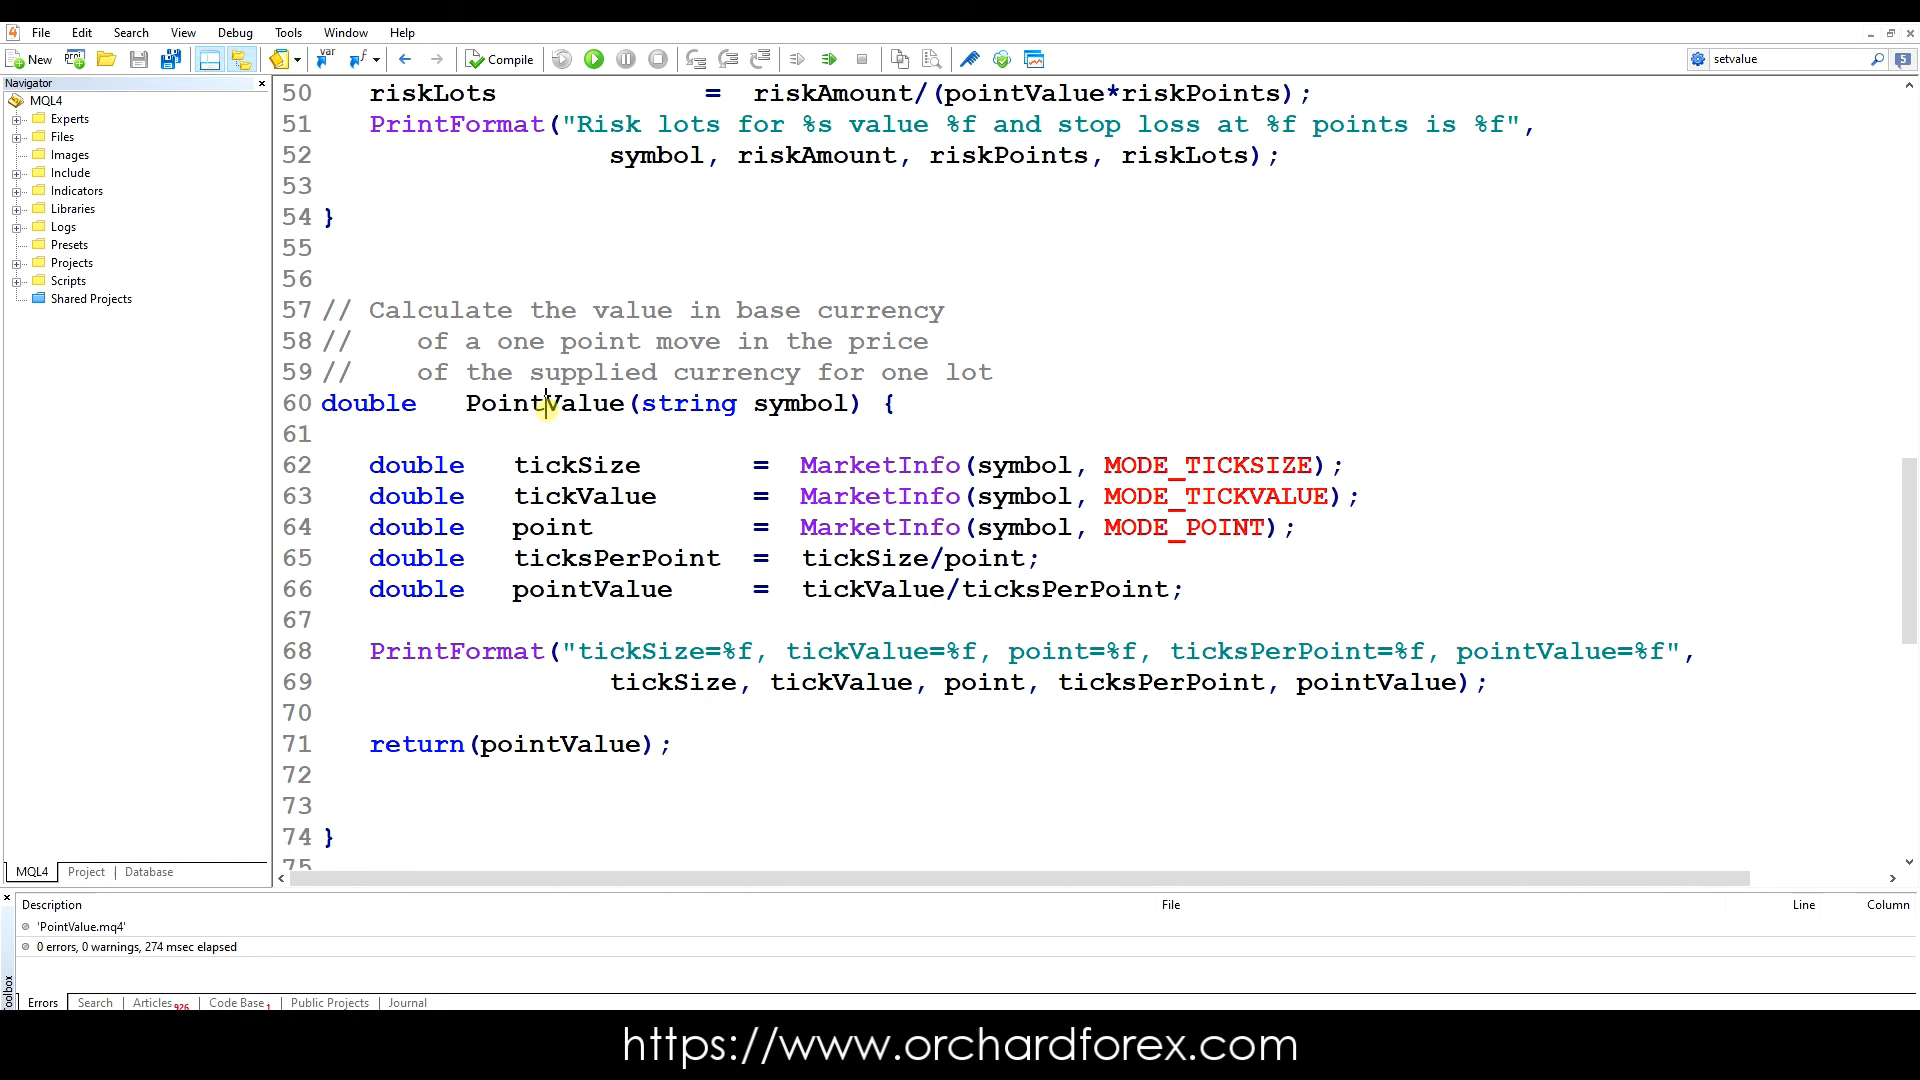 File Edit Search View Debug Tools Window Help
New Compile setvalue 5
Navigator
MQL4
Experts
Files
Images
Include
Indicators
Libraries
Logs
Presets
Projects
Scripts
Shared Projects
MQL4 Project Database
50 riskLots = riskAmount/(pointValue*riskPoints);
51 PrintFormat("Risk lots for %s value %f and stop loss at %f points is %f",
52 symbol, riskAmount, riskPoints, riskLots);
53
54 }
55
56
57 // Calculate the value in base currency
58 // of a one point move in the price
59 // of the supplied currency for one lot
60 double PointValue(string symbol) {
61
62 double tickSize = MarketInfo(symbol, MODE_TICKSIZE);
63 double tickValue = MarketInfo(symbol, MODE_TICKVALUE);
64 double point = MarketInfo(symbol, MODE_POINT);
65 double ticksPerPoint = tickSize/point;
66 double pointValue = tickValue/ticksPerPoint;
67
68 PrintFormat("tickSize=%f, tickValue=%f, point=%f, ticksPerPoint=%f, pointValue=%f",
69 tickSize, tickValue, point, ticksPerPoint, pointValue);
70
71 return(pointValue);
72
73
74 }
75
Description File Line Column
'PointValue.mq4'
0 errors, 0 warnings, 274 msec elapsed
Errors Search Articles 926 Code Base 1 Public Projects Journal
https://www.orchardforex.com